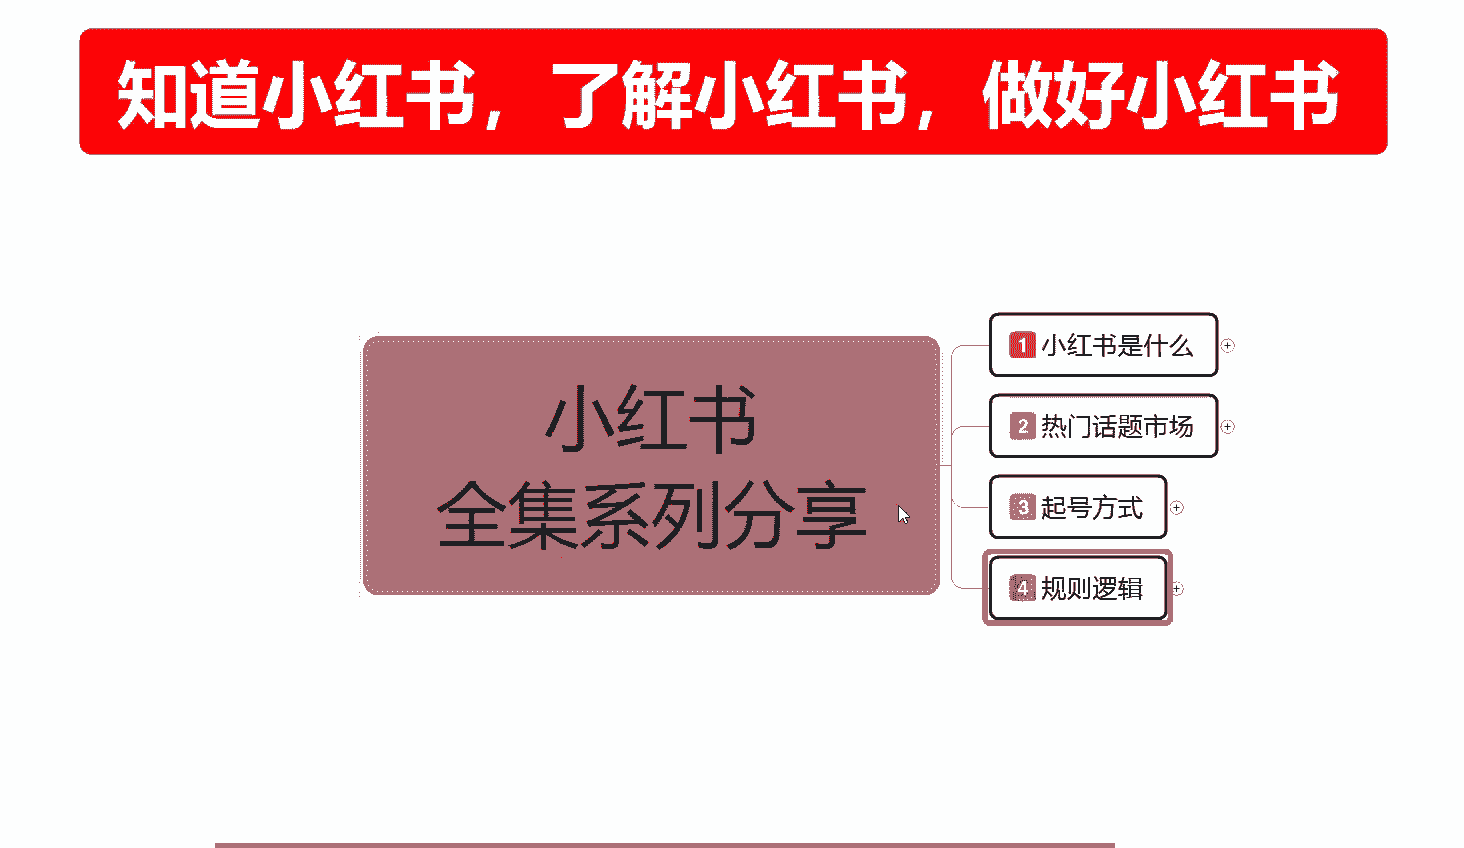 知道小红书，了解小红书，做好小红书
小红书
全集系列分享
1 小红书是什么
2 热门话题市场
3 起号方式
4 规则逻辑